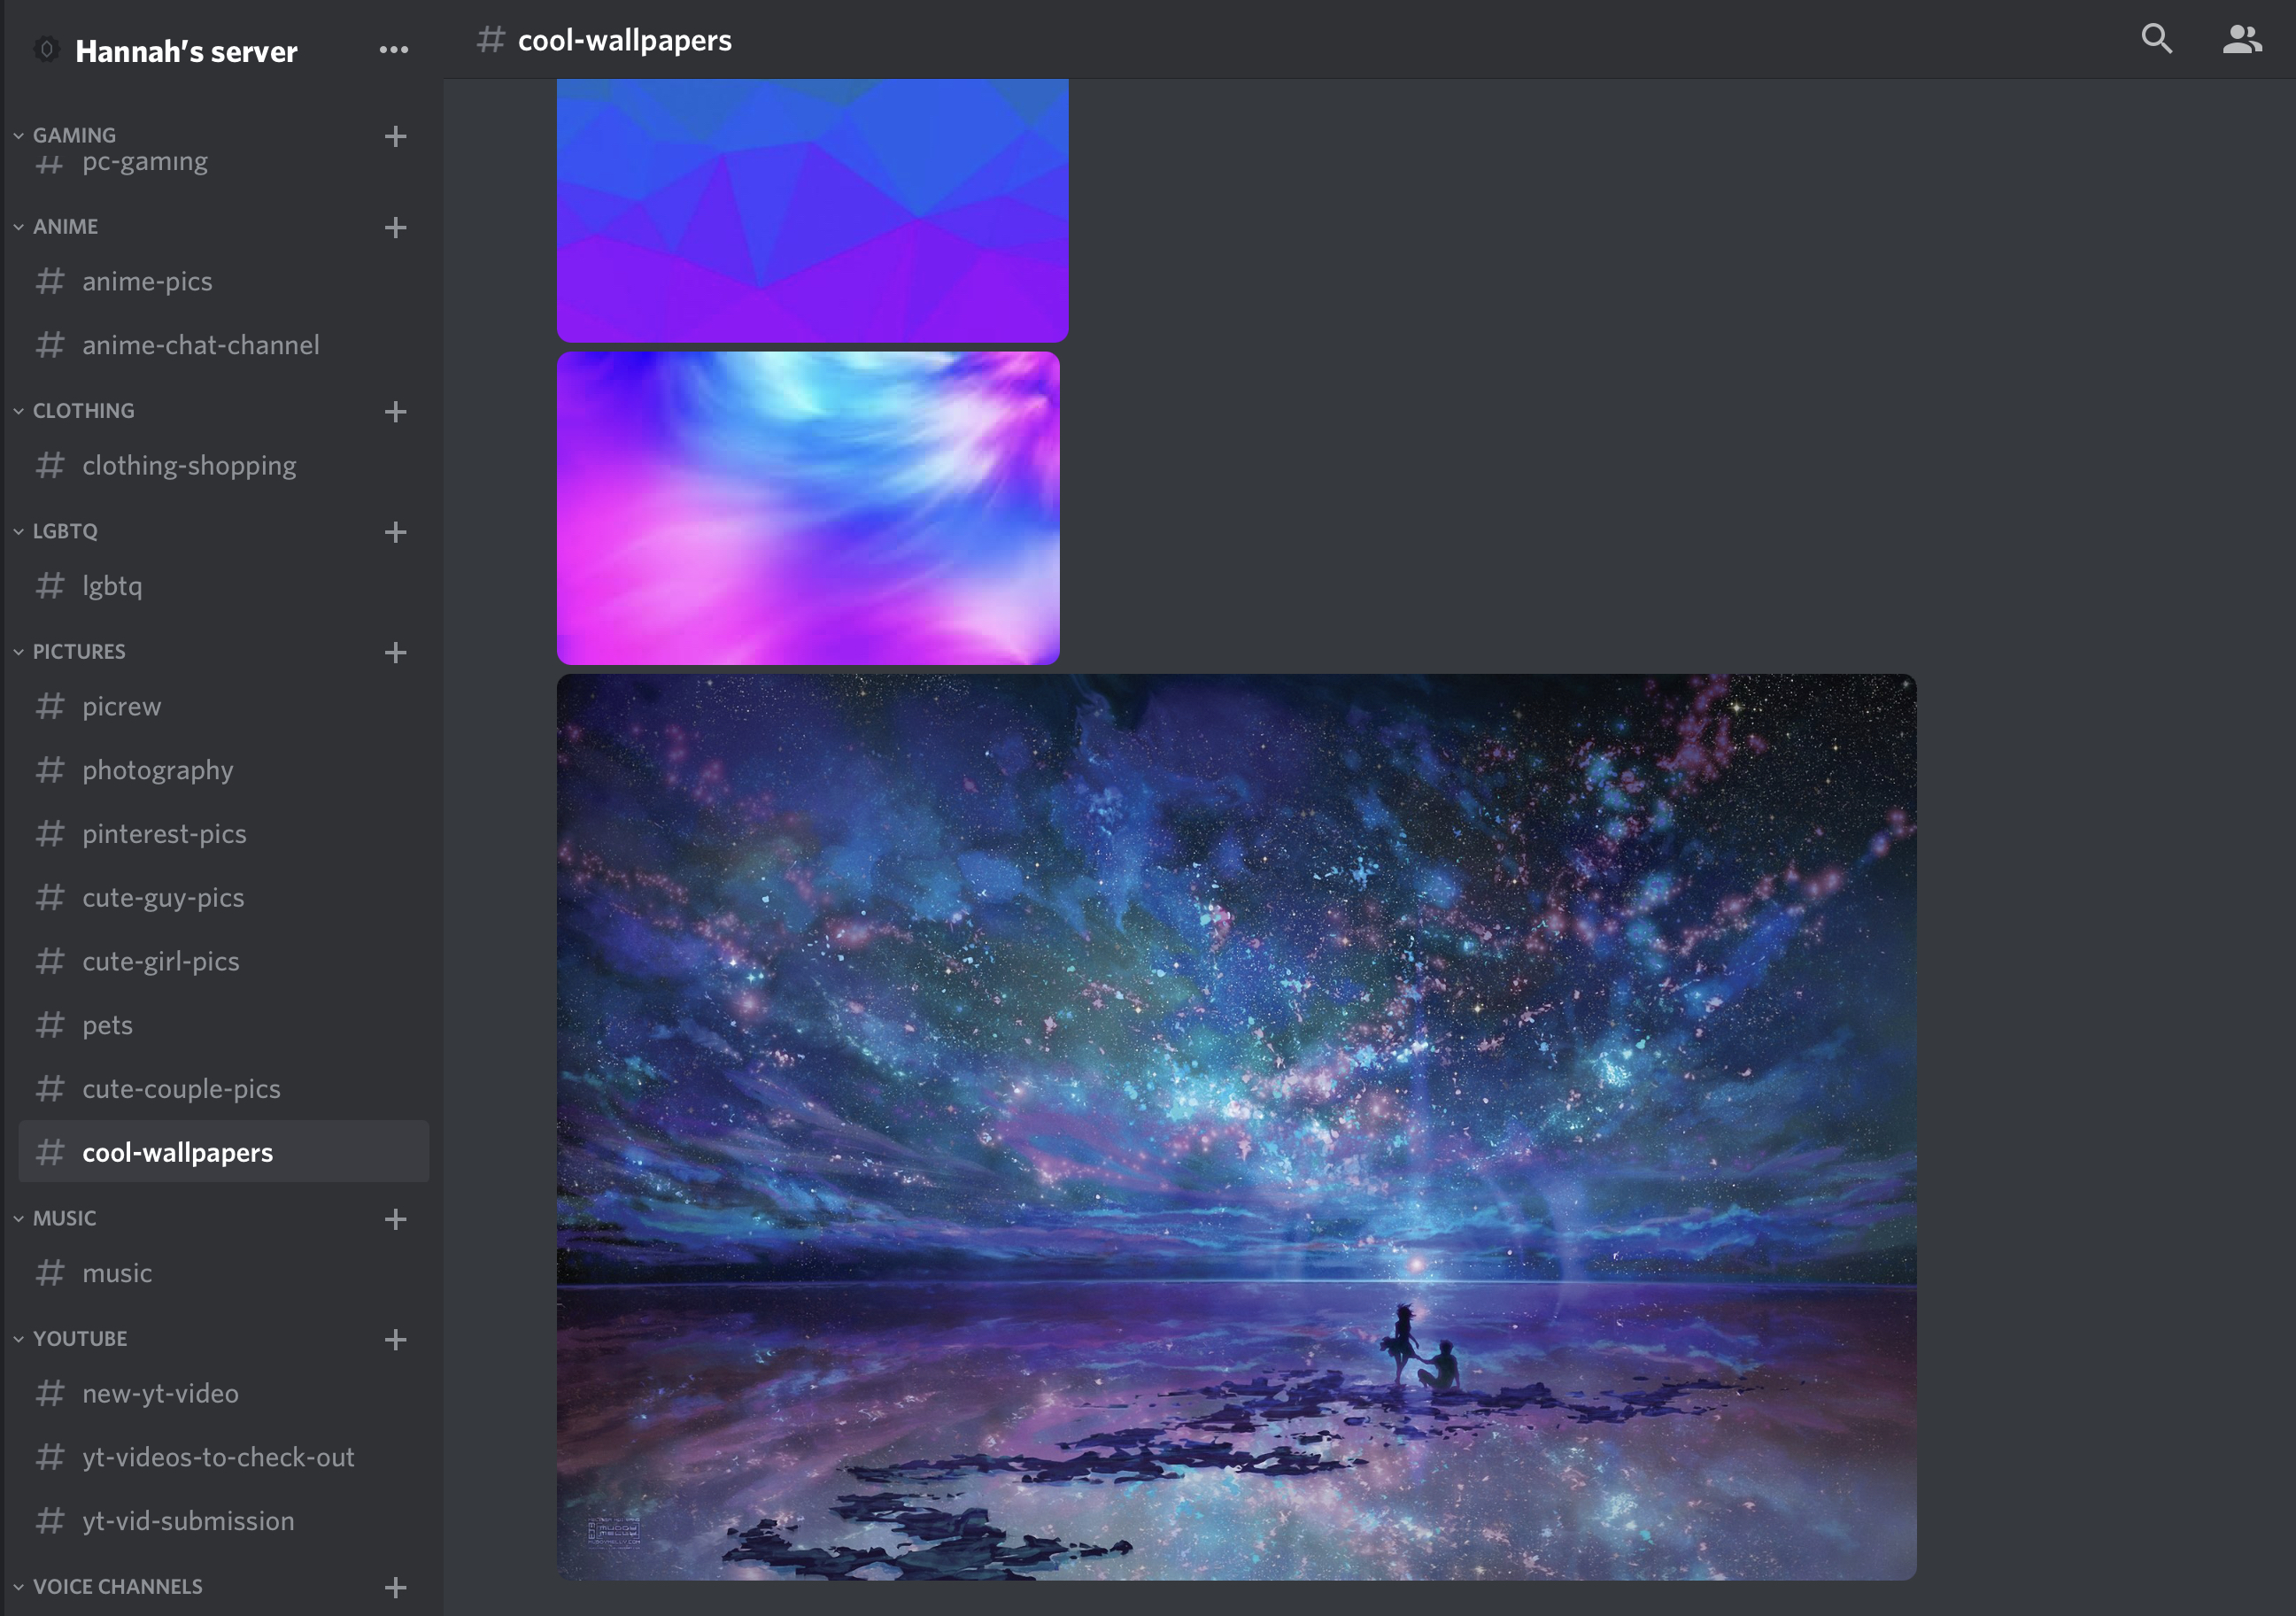 Hannah's server
GAMING
pc-gaming
ANIME
anime-pics
anime-chat-channel
CLOTHING
clothing-shopping
LGBTQ
lgbtq
PICTURES
picrew
photography
pinterest-pics
cute-guy-pics
cute-girl-pics
pets
cute-couple-pics
cool-wallpapers
MUSIC
music
YOUTUBE
new-yt-video
yt-videos-to-check-out
yt-vid-submission
VOICE CHANNELS
cool-wallpapers